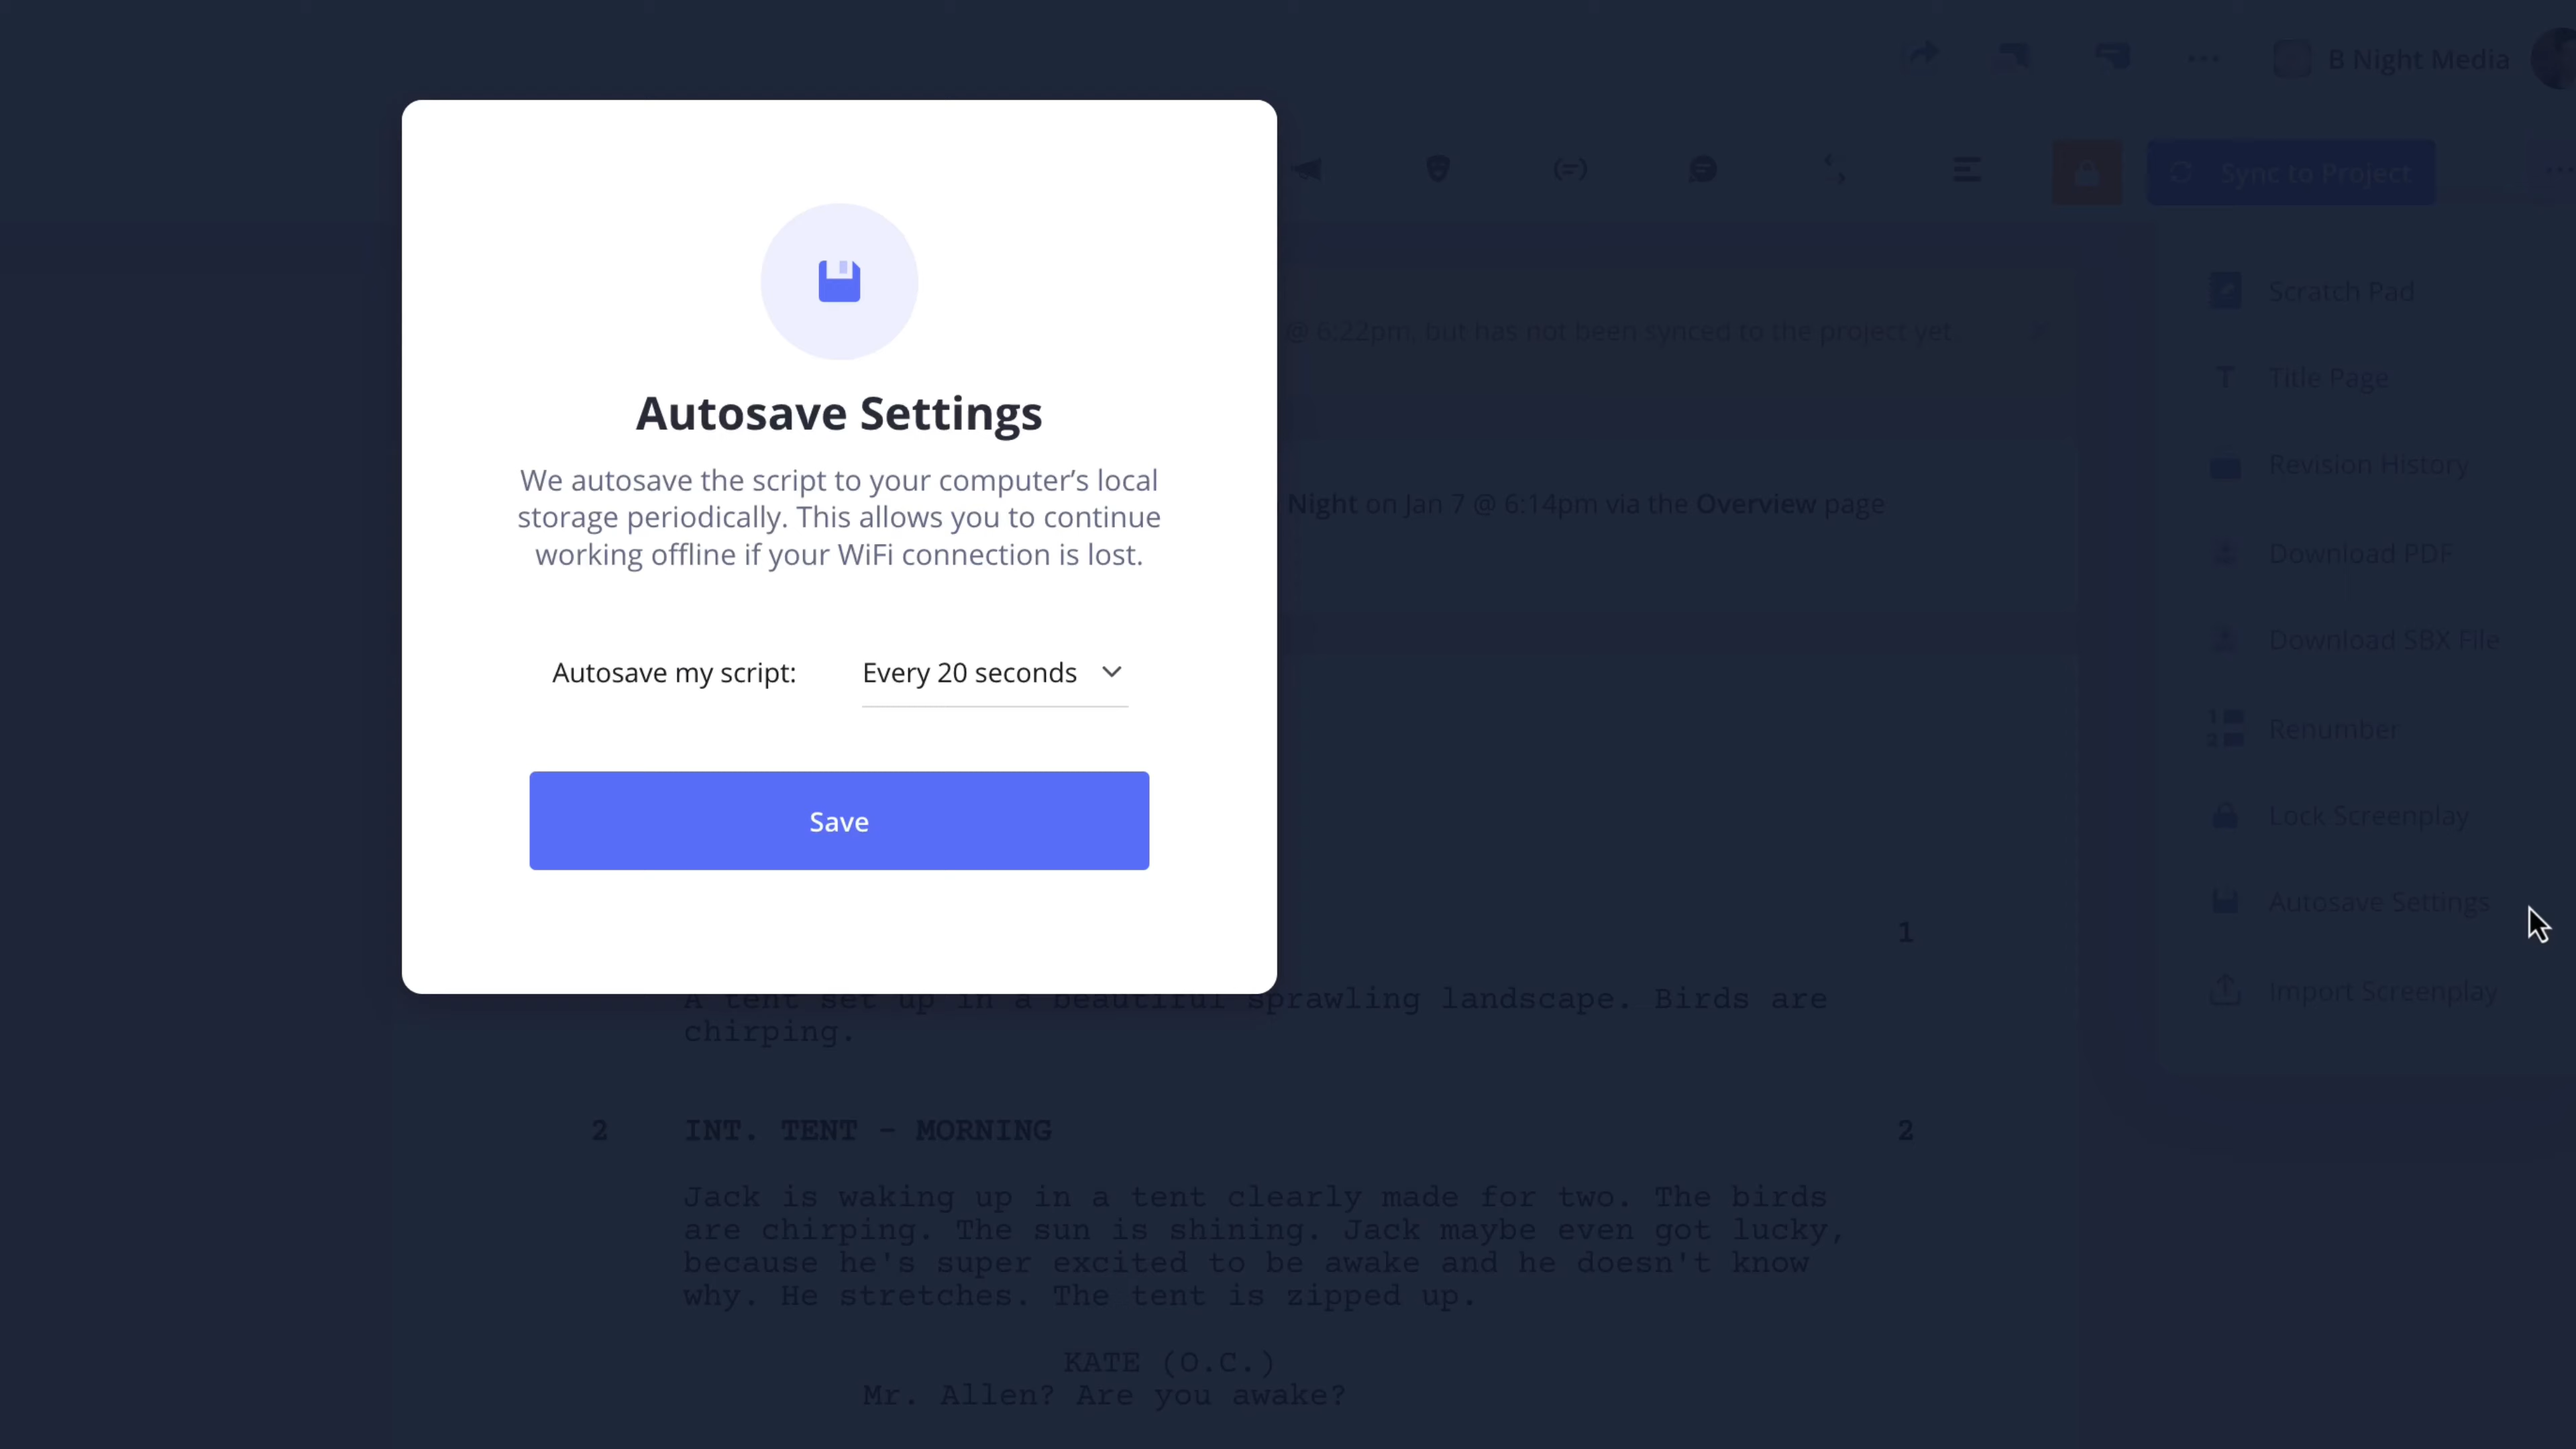 B Night Media
Sync to Project
Autosave Settings
We autosave the script to your computer’s local
storage periodically. This allows you to continue
working offline if your WiFi connection is lost.
Autosave my script:
Every 20 seconds
Save
@ 6:22pm, but has not been synced to the project yet
Night on Jan 7 @ 6:14pm via the Overview page
Scratch Pad
Title Page
Revision History
Download PDF
Download SBX File
Renumber
Lock Screenplay
Autosave Settings
Import Screenplay
1
A tent set up in a beautiful sprawling landscape. Birds are
chirping.
2 INT. TENT - MORNING 2
Jack is waking up in a tent clearly made for two. The birds
are chirping. The sun is shining. Jack maybe even got lucky,
because he's super excited to be awake and he doesn't know
why. He stretches. The tent is zipped up.
KATE (O.C.)
Mr. Allen? Are you awake?